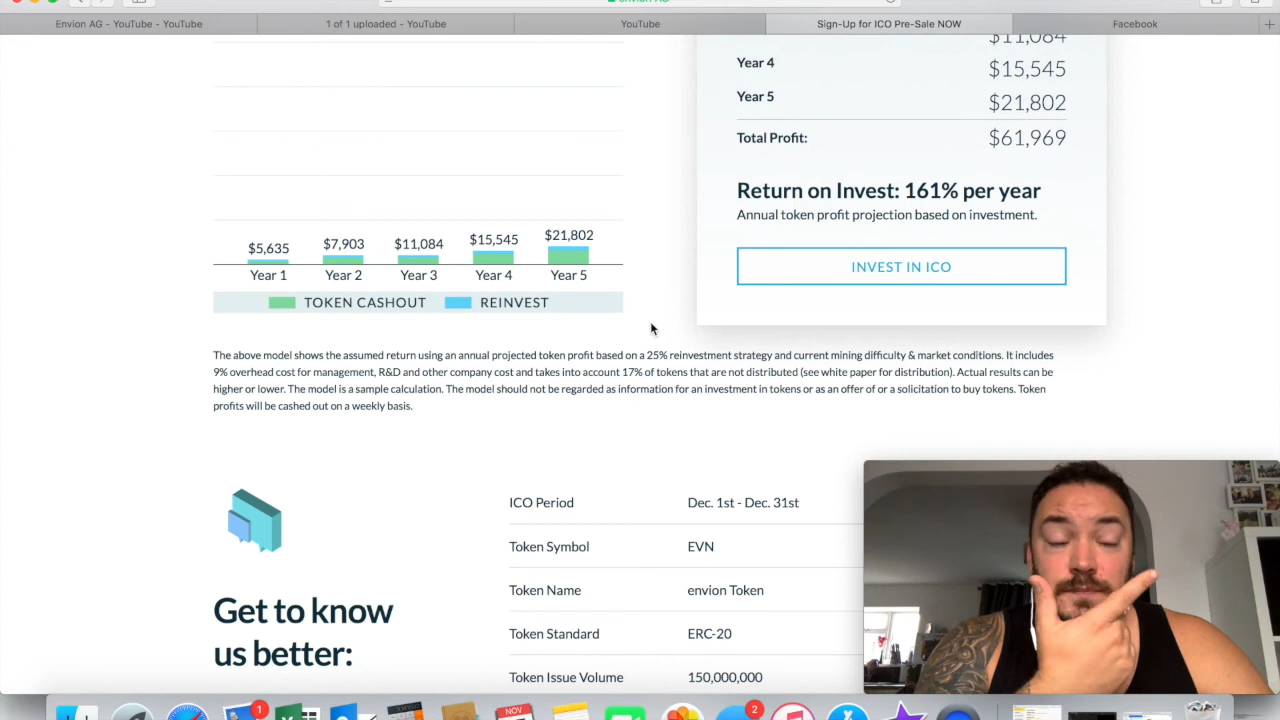 Envion AG - YouTube - YouTube
1 of 1 uploaded - YouTube
YouTube
Sign-Up for ICO Pre-Sale NOW
Facebook
$11,084
Year 4 $15,545
Year 5 $21,802
Total Profit: $61,969
Return on Invest: 161% per year
Annual token profit projection based on investment.
INVEST IN ICO
$5,635 $7,903 $11,084 $15,545 $21,802
Year 1 Year 2 Year 3 Year 4 Year 5
TOKEN CASHOUT REINVEST
The above model shows the assumed return using an annual projected token profit based on a 25% reinvestment strategy and current mining difficulty & market conditions. It includes
9% overhead cost for management, R&D and other company cost and takes into account 17% of tokens that are not distributed (see white paper for distribution). Actual results can be
higher or lower. The model is a sample calculation. The model should not be regarded as information for an investment in tokens or as an offer of or a solicitation to buy tokens. Token
profits will be cashed out on a weekly basis.
Get to know
us better:
ICO Period Dec. 1st - Dec. 31st
Token Symbol EVN
Token Name envion Token
Token Standard ERC-20
Token Issue Volume 150,000,000
1
NOV
2